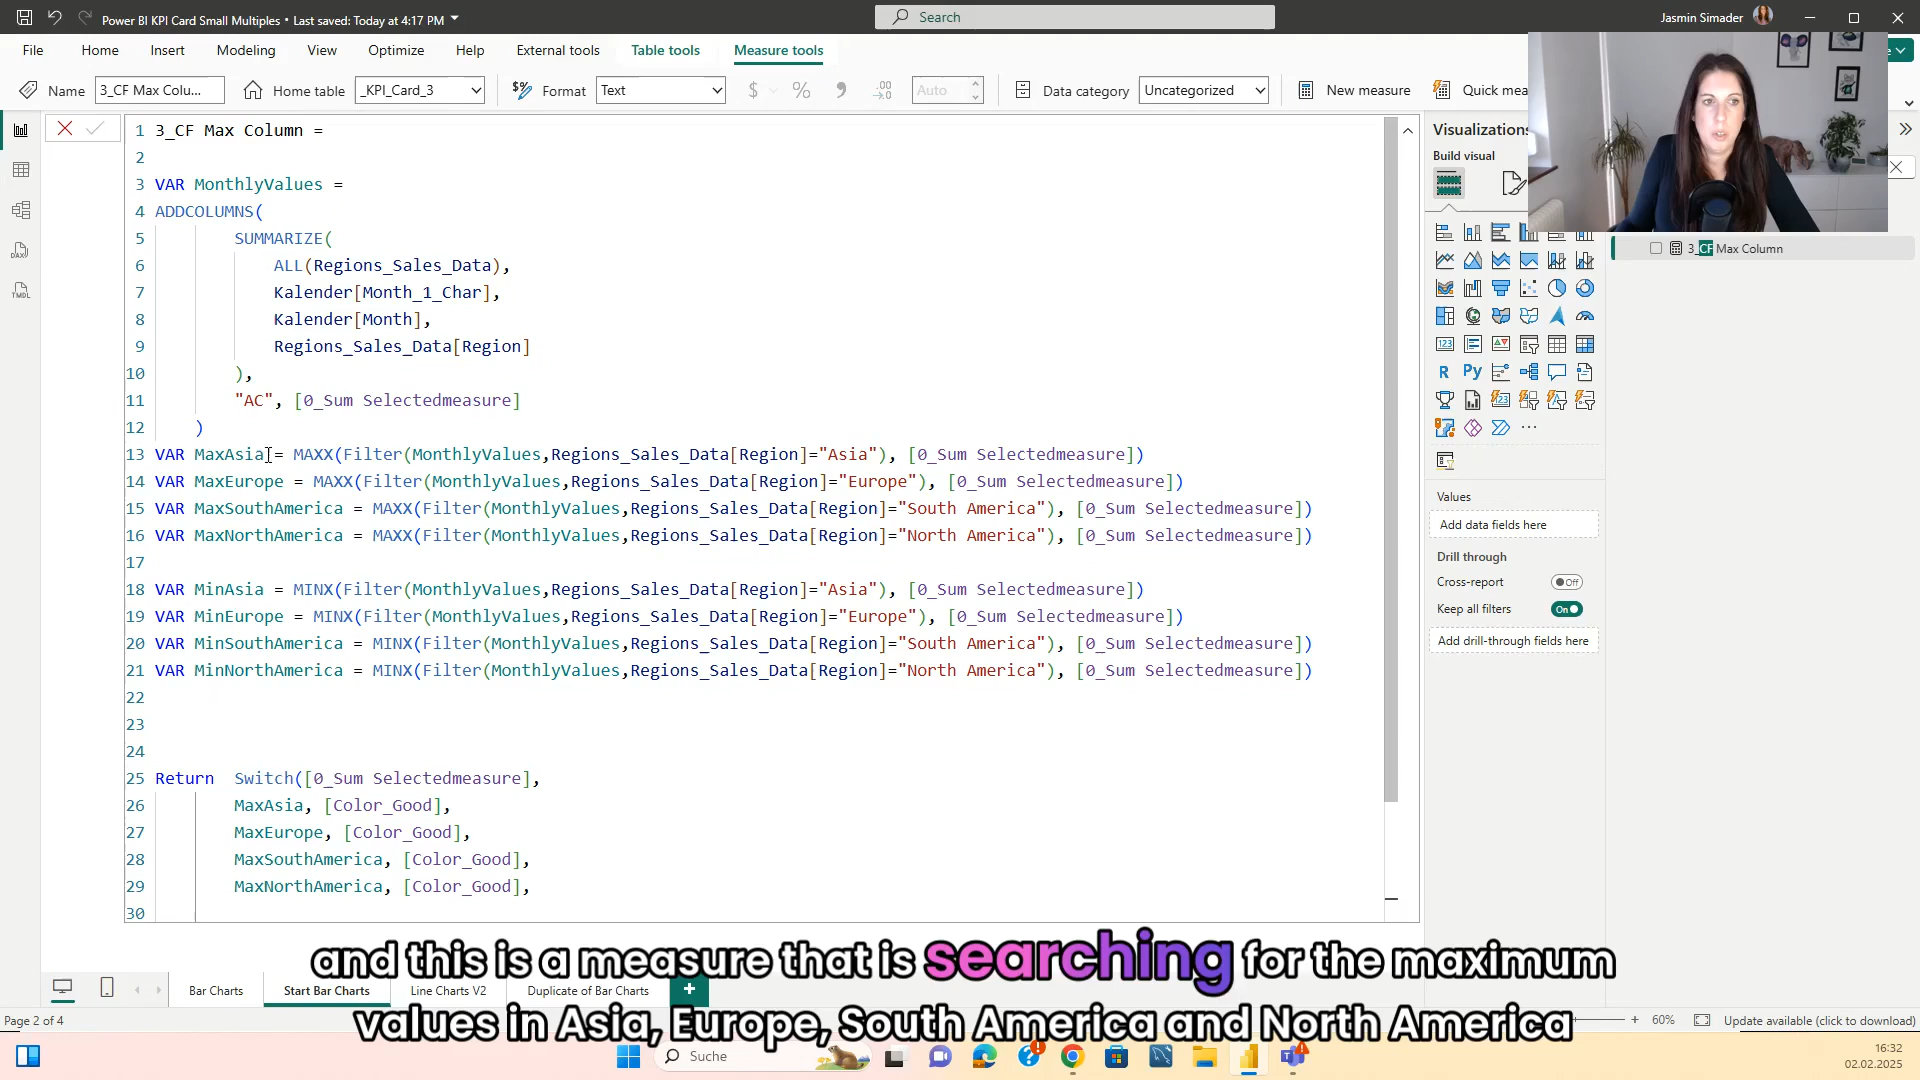 Power BI KPI Card Small Multiples • Last saved: Today at 4:17 PM
Search
Jasmin Simader
File
Home
Insert
Modeling
View
Optimize
Help
External tools
Table tools
Measure tools
Name
3_CF Max Colu...
Home table
_KPI_Card_3
Format
Text
$
%
Auto
Data category
Uncategorized
New measure
Quick mea
1 3_CF Max Column =
2
3 VAR MonthlyValues =
4 ADDCOLUMNS(
5 SUMMARIZE(
6 ALL(Regions_Sales_Data),
7 Kalender[Month_1_Char],
8 Kalender[Month],
9 Regions_Sales_Data[Region]
10 ),
11 "AC", [0_Sum Selectedmeasure]
12 )
13 VAR MaxAsia = MAXX(Filter(MonthlyValues,Regions_Sales_Data[Region]="Asia"), [0_Sum Selectedmeasure])
14 VAR MaxEurope = MAXX(Filter(MonthlyValues,Regions_Sales_Data[Region]="Europe"), [0_Sum Selectedmeasure])
15 VAR MaxSouthAmerica = MAXX(Filter(MonthlyValues,Regions_Sales_Data[Region]="South America"), [0_Sum Selectedmeasure])
16 VAR MaxNorthAmerica = MAXX(Filter(MonthlyValues,Regions_Sales_Data[Region]="North America"), [0_Sum Selectedmeasure])
17
18 VAR MinAsia = MINX(Filter(MonthlyValues,Regions_Sales_Data[Region]="Asia"), [0_Sum Selectedmeasure])
19 VAR MinEurope = MINX(Filter(MonthlyValues,Regions_Sales_Data[Region]="Europe"), [0_Sum Selectedmeasure])
20 VAR MinSouthAmerica = MINX(Filter(MonthlyValues,Regions_Sales_Data[Region]="South America"), [0_Sum Selectedmeasure])
21 VAR MinNorthAmerica = MINX(Filter(MonthlyValues,Regions_Sales_Data[Region]="North America"), [0_Sum Selectedmeasure])
22
23
24
25 Return Switch([0_Sum Selectedmeasure],
26 MaxAsia, [Color_Good],
27 MaxEurope, [Color_Good],
28 MaxSouthAmerica, [Color_Good],
29 MaxNorthAmerica, [Color_Good],
30
DAX
TMDL
Visualizations
Build visual
123
R
Py
Values
Add data fields here
Drill through
Cross-report
Off
Keep all filters
On
Add drill-through fields here
3_CF Max Column
and this is a measure that is searching for the maximum
values in Asia, Europe, South America and North America
Bar Charts
Start Bar Charts
Line Charts V2
Duplicate of Bar Charts
Page 2 of 4
60%
Update available (click to download)
Suche
16:32
02.02.2025